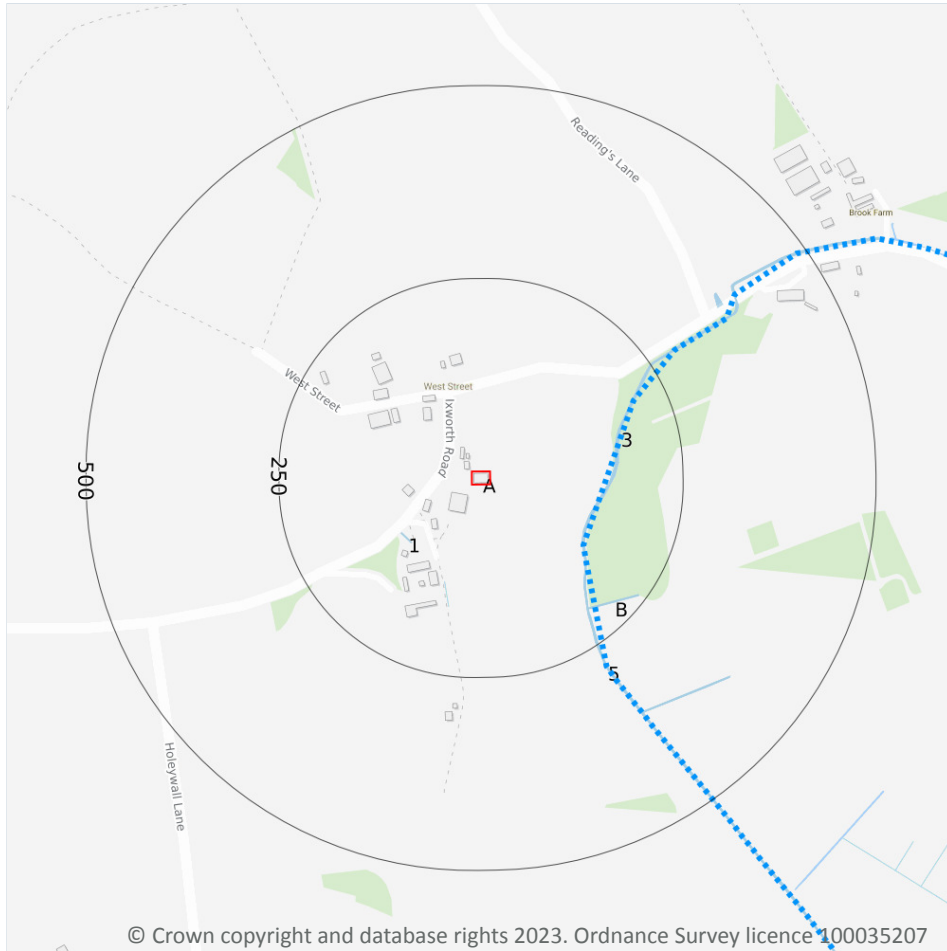 Reading's Lane
Brook Farm
West Street
West Street
Ixworth Road
3
500
250
A
1
B
5
Holeywall Lane
© Crown copyright and database rights 2023. Ordnance Survey licence 100035207